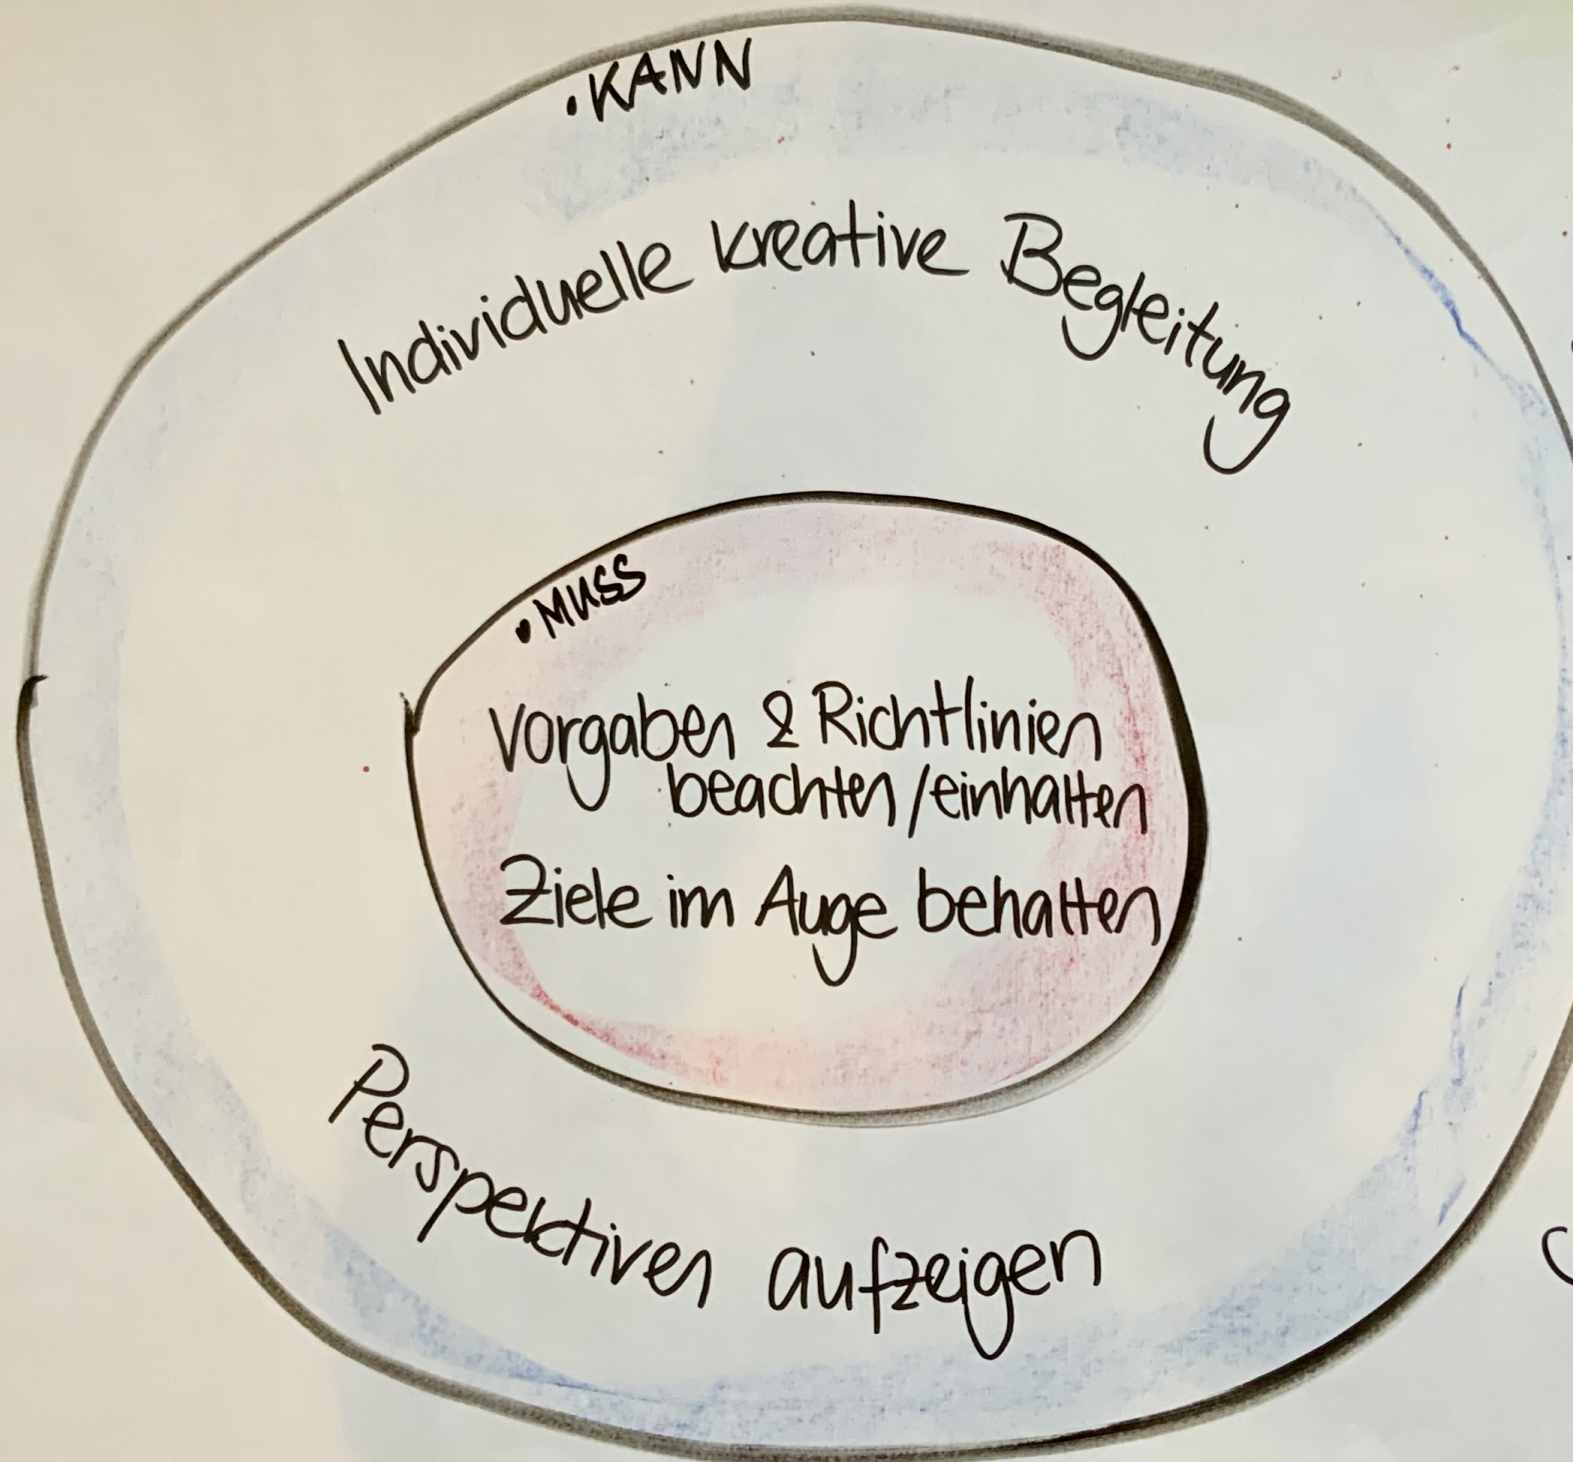 • KANN
Individuelle kreative Begleitung
• MUSS
Vorgaben & Richtlinien
beachten/einhalten
Ziele im Auge behalten
Perspektiven aufzeigen